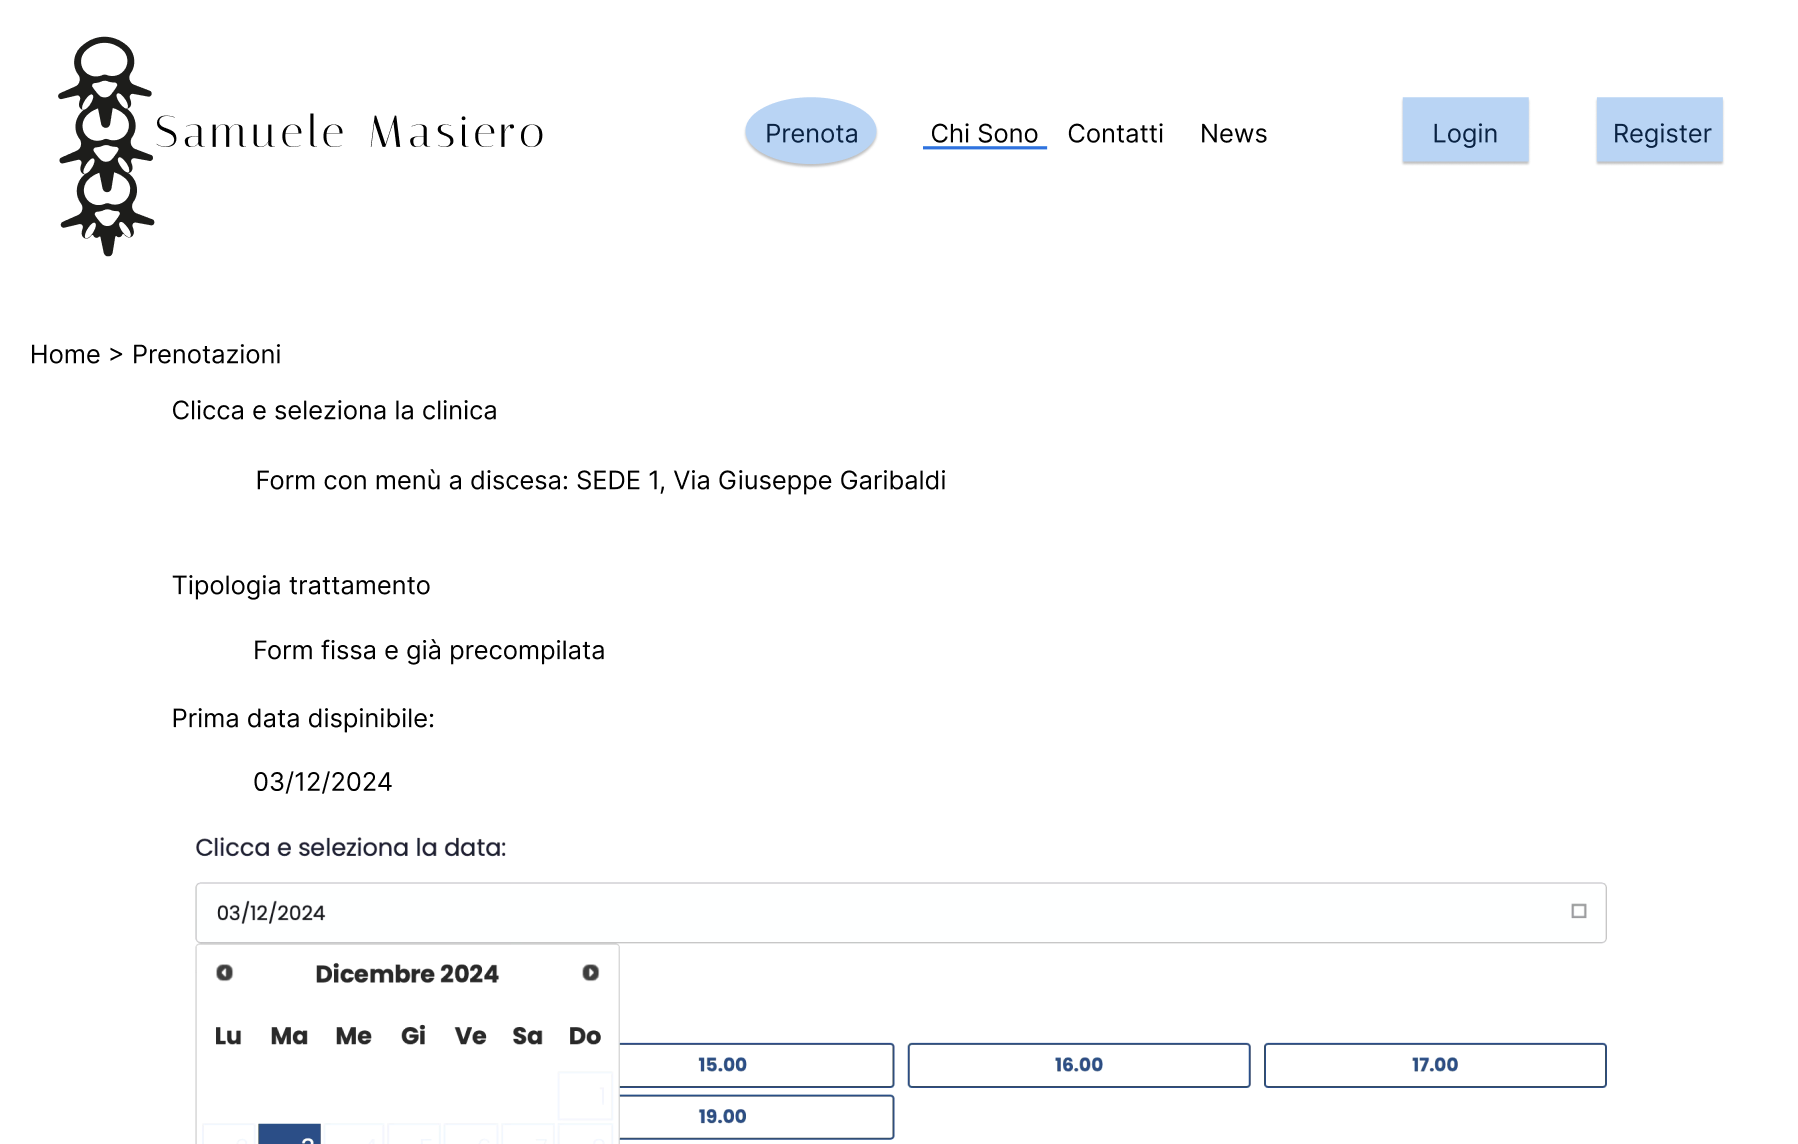 Samuele Masiero
Prenota Chi Sono Contatti News Login Register
Home > Prenotazioni
Clicca e seleziona la clinica
Form con menù a discesa: SEDE 1, Via Giuseppe Garibaldi
Tipologia trattamento
Form fissa e già precompilata
Prima data dispinibile:
03/12/2024
Clicca e seleziona la data:
03/12/2024
Dicembre 2024
Lu Ma Me Gi Ve Sa Do
15.00 16.00 17.00
1
19.00